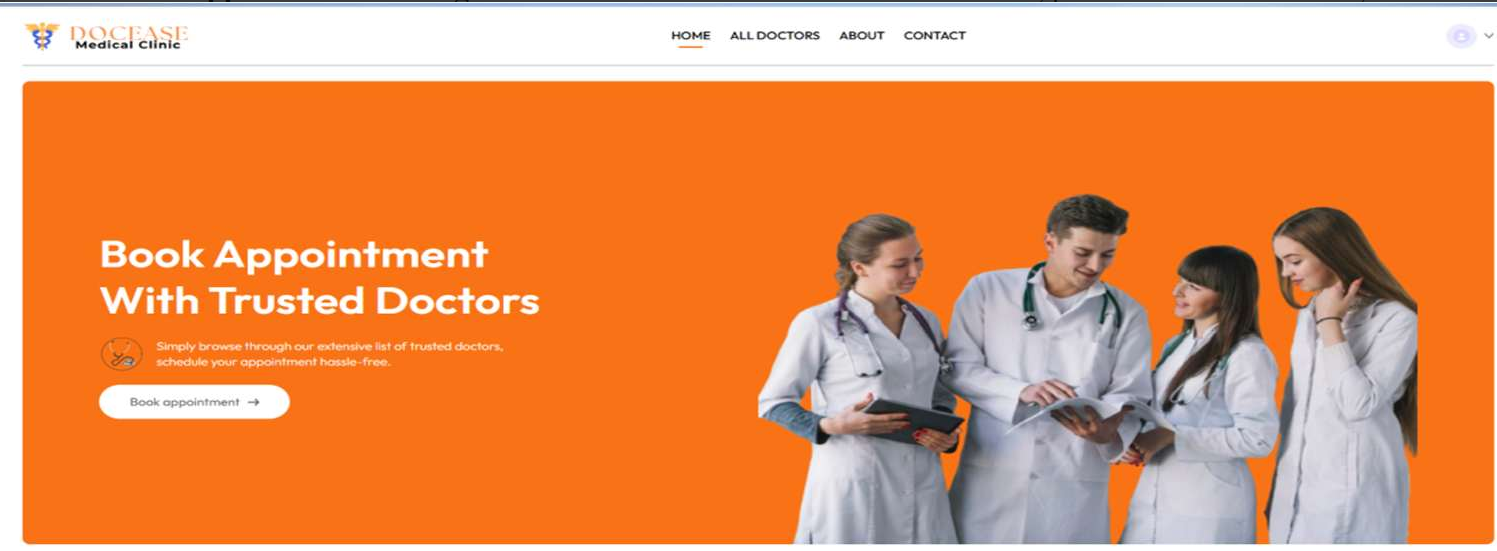 DOCEASE
Medical Clinic
HOME ALL DOCTORS ABOUT CONTACT
Book Appointment
With Trusted Doctors
Simply browse through our extensive list of trusted doctors,
schedule your appointment hassle-free.
Book appointment →